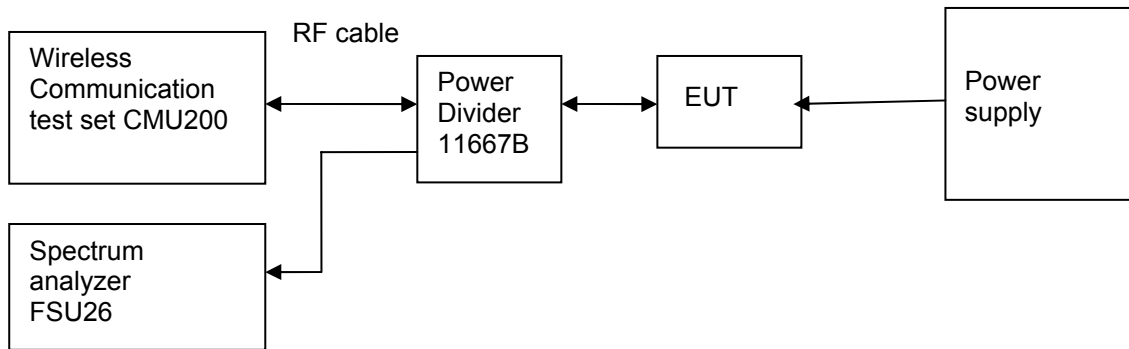 RF cable
Wireless
Communication
test set CMU200
Power
Divider
11667B
EUT
Power
supply
Spectrum
analyzer
FSU26